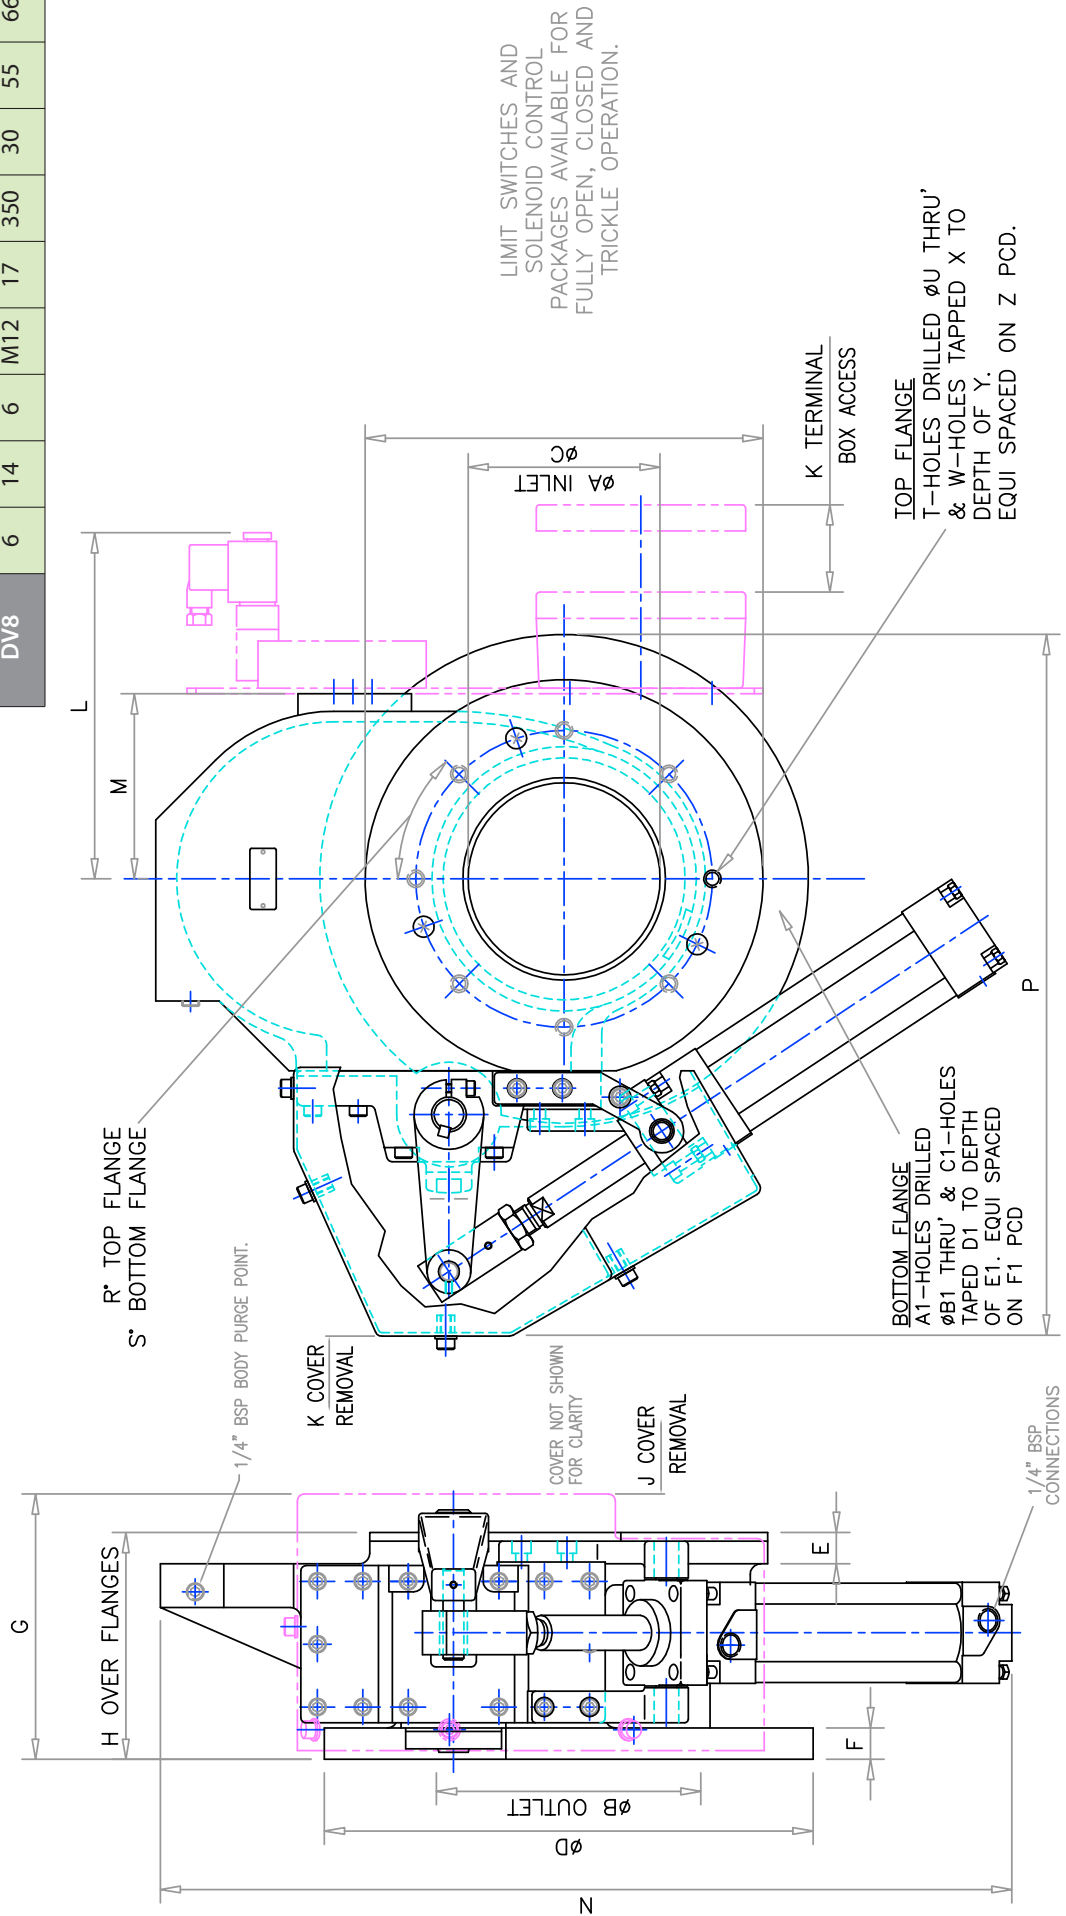 DV8 6 14 6 M12 17 350 30 55
LIMIT SWITCHES AND
SOLENOID CONTROL
PACKAGES AVAILABLE FOR
FULLY OPEN, CLOSED AND
TRICKLE OPERATION.
L
M
øC
øA INLET
K TERMINAL
BOX ACCESS
TOP FLANGE
T-HOLES DRILLED øU THRU'
& W-HOLES TAPPED X TO
DEPTH OF Y.
EQUI SPACED ON Z PCD.
P
R° TOP FLANGE
S° BOTTOM FLANGE
BOTTOM FLANGE
A1-HOLES DRILLED
øB1 THRU' & C1-HOLES
TAPED D1 TO DEPTH
OF E1. EQUI SPACED
ON F1 PCD
K COVER
REMOVAL
1/4" BSP BODY PURGE POINT.
COVER NOT SHOWN
FOR CLARITY
J COVER
REMOVAL
1/4" BSP
CONNECTIONS
G
H OVER FLANGES
E
F
øB OUTLET
øD
N